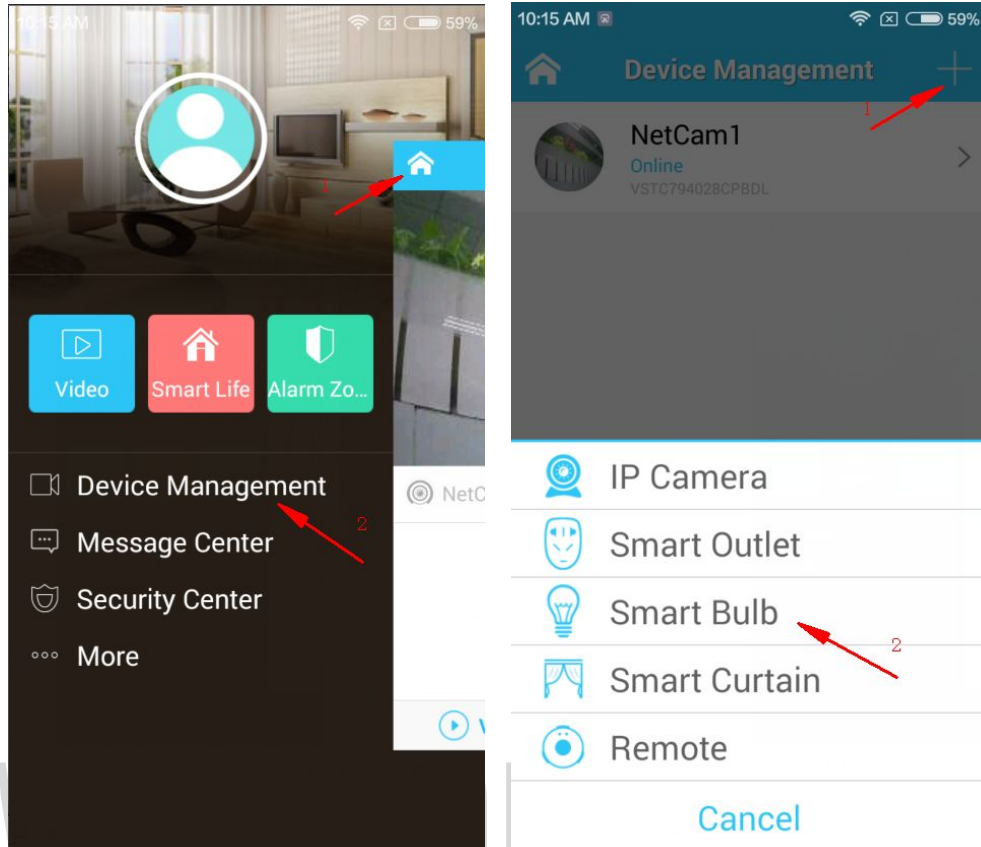 10:15 AM
59%
1
Video
Smart Life
Alarm Zo...
Device Management
2
Message Center
Security Center
More
NetC
10:15 AM
59%
Device Management
1
NetCam1
Online
VSTC794028CPBDL
IP Camera
Smart Outlet
Smart Bulb
2
Smart Curtain
Remote
Cancel